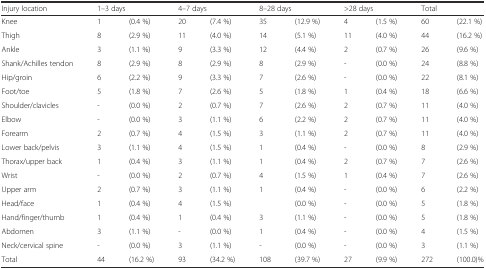 Injury location 1–3 days 4–7 days 8–28 days >28 days Total
Knee 1 (0.4 %) 20 (7.4 %) 35 (12.9 %) 4 (1.5 %) 60 (22.1 %)
Thigh 8 (2.9 %) 11 (4.0 %) 14 (5.1 %) 11 (4.0 %) 44 (16.2 %)
Ankle 3 (1.1 %) 9 (3.3 %) 12 (4.4 %) 2 (0.7 %) 26 (9.6 %)
Shank/Achilles tendon 8 (2.9 %) 8 (2.9 %) 8 (2.9 %) - (0.0 %) 24 (8.8 %)
Hip/groin 6 (2.2 %) 9 (3.3 %) 7 (2.6 %) - (0.0 %) 22 (8.1 %)
Foot/toe 5 (1.8 %) 7 (2.6 %) 5 (1.8 %) 1 (0.4 %) 18 (6.6 %)
Shoulder/clavicles - (0.0 %) 2 (0.7 %) 7 (2.6 %) 2 (0.7 %) 11 (4.0 %)
Elbow - (0.0 %) 3 (1.1 %) 6 (2.2 %) 2 (0.7 %) 11 (4.0 %)
Forearm 2 (0.7 %) 4 (1.5 %) 3 (1.1 %) 2 (0.7 %) 11 (4.0 %)
Lower back/pelvis 3 (1.1 %) 4 (1.5 %) 1 (0.4 %) - (0.0 %) 8 (2.9 %)
Thorax/upper back 1 (0.4 %) 3 (1.1 %) 1 (0.4 %) 2 (0.7 %) 7 (2.6 %)
Wrist - (0.0 %) 2 (0.7 %) 4 (1.5 %) 1 (0.4 %) 7 (2.6 %)
Upper arm 2 (0.7 %) 3 (1.1 %) 1 (0.4 %) - (0.0 %) 6 (2.2 %)
Head/face 1 (0.4 %) 4 (1.5 %) (0.0 %) - (0.0 %) 5 (1.8 %)
Hand/finger/thumb 1 (0.4 %) 1 (0.4 %) 3 (1.1 %) - (0.0 %) 5 (1.8 %)
Abdomen 3 (1.1 %) - (0.0 %) 1 (0.4 %) - (0.0 %) 4 (1.5 %)
Neck/cervical spine - (0.0 %) 3 (1.1 %) - (0.0 %) - (0.0 %) 3 (1.1 %)
Total 44 (16.2 %) 93 (34.2 %) 108 (39.7 %) 27 (9.9 %) 272 (100.0)%